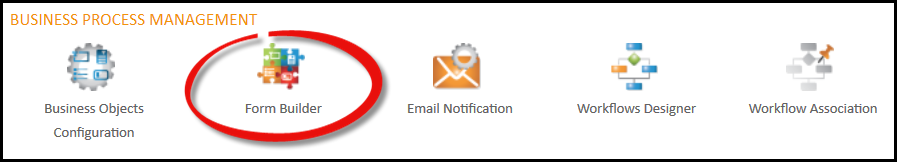 BUSINESS PROCESS MANAGEMENT
Business Objects
Configuration
Form Builder
Email Notification
Workflows Designer
Workflow Association